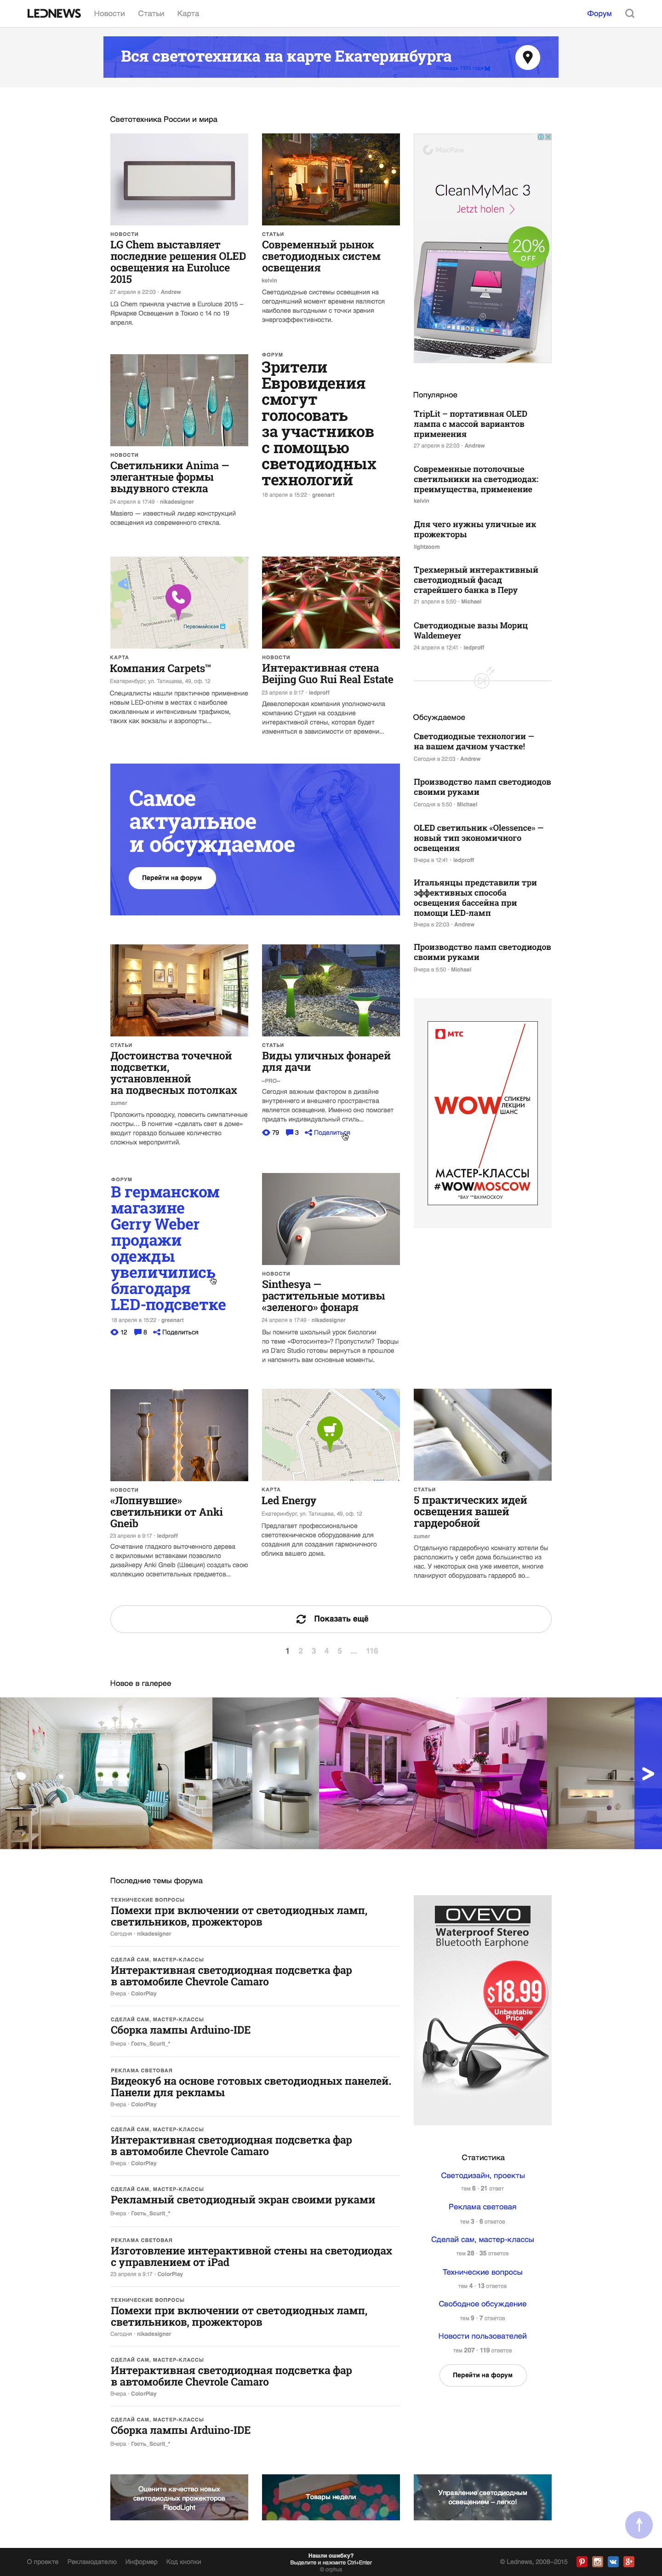 LEDNEWS
Новости
Статьи
Карта
Форум
Вся светотехника на карте Екатеринбурга
Светотехника России и мира
НОВОСТИ
LG Chem выставляет
последние решения OLED
освещения на Euroluce
2015
27 апреля в 22:03 · Andrew
LG Chem приняла участие в Euroluce 2015 –
Ярмарке Освещения в Токио с 14 по 19
апреля.
СТАТЬИ
Современный рынок
светодиодных систем
освещения
kelvin
Светодиодные системы освещения на
сегодняшний момент времени являются
наиболее выгодными с точки зрения
энергоэффективности.
MacPaw
CleanMyMac 3
Jetzt holen
20%
OFF
НОВОСТИ
Светильники Anima —
элегантные формы
выдувного стекла
24 апреля в 17:49 · nikadesigner
Masiero — известный лидер конструкций
освещения из современного стекла.
ФОРУМ
Зрители
Евровидения
смогут
голосовать
за участников
с помощью
светодиодных
технологий
18 апреля в 15:22 · greenart
Популярное
TripLit – портативная OLED
лампа с массой вариантов
применения
27 апреля в 22:03 · Andrew
Современные потолочные
светильники на светодиодах:
преимущества, применение
kelvin
Для чего нужны уличные ик
прожекторы
lightzoom
Трехмерный интерактивный
светодиодный фасад
старейшего банка в Перу
21 апреля в 5:50 · Michael
Светодиодные вазы Мориц
Waldemeyer
24 апреля в 12:41 · ledproff
Первомайская
КАРТА
Компания Carpets™
Екатеринбург, ул. Татищева, 49, оф. 12
Специалисты нашли практичное применение
новым LED-огням в местах с наиболее
оживленным и интенсивным трафиком,
таких как вокзалы и аэропорты...
НОВОСТИ
Интерактивная стена
Beijing Guo Rui Real Estate
23 апреля в 9:17 · ledproff
Девелоперская компания уполномочила
компанию Студия на создание
интерактивной стены, которая будет
изменяться в зависимости от времени...
Обсуждаемое
Светодиодные технологии —
на вашем дачном участке!
Сегодня в 22:03 · Andrew
Производство ламп светодиодов
своими руками
Сегодня в 5:50 · Michael
OLED светильник «Olessence» —
новый тип экономичного
освещения
Вчера в 12:41 · ledproff
Итальянцы представили три
эффективных способа
освещения бассейна при
помощи LED-ламп
Вчера в 22:03 · Andrew
Производство ламп светодиодов
своими руками
Вчера в 5:50 · Michael
Самое
актуальное
и обсуждаемое
Перейти на форум
СТАТЬИ
Достоинства точечной
подсветки,
установленной
на подвесных потолках
zumer
Проложить проводку, повесить симпатичные
люстры... В понятие «сделать свет в доме»
входит гораздо большее количество
сложных мероприятий.
СТАТЬИ
Виды уличных фонарей
для дачи
~PRO~
Сегодня важным фактором в дизайне
внутреннего и внешнего пространства
является освещение. Именно оно помогает
придать индивидуальный стиль...
79 3 Поделиться
МТС
WOW
СПИКЕРЫ
ЛЕКЦИИ
ШАНС
МАСТЕР-КЛАССЫ
#WOWMOSCOW
*ВАУ **ВАУМОСКОУ
ФОРУМ
В германском
магазине
Gerry Weber
продажи
одежды
увеличились
благодаря
LED-подсветке
18 апреля в 15:22 · greenart
12 8 Поделиться
НОВОСТИ
Sinthesya —
растительные мотивы
«зеленого» фонаря
24 апреля в 17:49 · nikadesigner
Вы помните школьный урок биологии
по теме «Фотосинтез»? Пропустили? Творцы
из D'arc Studio готовы вернуться в прошлое
и напомнить вам основные моменты.
НОВОСТИ
«Лопнувшие»
светильники от Anki
Gneib
23 апреля в 9:17 · ledproff
Сочетание гладкого выточенного дерева
с акриловыми вставками позволило
дизайнеру Anki Gneib (Швеция) создать свою
коллекцию осветительных предметов...
КАРТА
Led Energy
Екатеринбург, ул. Татищева, 49, оф. 12
Предлагает профессиональное
светотехническое оборудование для
создания для создания гармоничного
облика вашего дома.
СТАТЬИ
5 практических идей
освещения вашей
гардеробной
zumer
Отдельную гардеробную комнату хотели бы
расположить у себя дома большинство из
нас. У некоторых она уже имеется, многие
планируют оборудовать гардероб во...
Показать ещё
1 2 3 4 5 ... 116
Новое в галерее
Последние темы форума
ТЕХНИЧЕСКИЕ ВОПРОСЫ
Помехи при включении от светодиодных ламп,
светильников, прожекторов
Сегодня · nikadesigner
СДЕЛАЙ САМ, МАСТЕР-КЛАССЫ
Интерактивная светодиодная подсветка фар
в автомобиле Chevrole Camaro
Вчера · ColorPlay
СДЕЛАЙ САМ, МАСТЕР-КЛАССЫ
Сборка лампы Arduino-IDE
Вчера · Гость_Scurit_*
РЕКЛАМА СВЕТОВАЯ
Видеокуб на основе готовых светодиодных панелей.
Панели для рекламы
Вчера · ColorPlay
СДЕЛАЙ САМ, МАСТЕР-КЛАССЫ
Интерактивная светодиодная подсветка фар
в автомобиле Chevrole Camaro
Вчера · ColorPlay
СДЕЛАЙ САМ, МАСТЕР-КЛАССЫ
Рекламный светодиодный экран своими руками
Вчера · Гость_Scurit_*
РЕКЛАМА СВЕТОВАЯ
Изготовление интерактивной стены на светодиодах
с управлением от iPad
23 апреля в 9:17 · ColorPlay
ТЕХНИЧЕСКИЕ ВОПРОСЫ
Помехи при включении от светодиодных ламп,
светильников, прожекторов
Сегодня · nikadesigner
СДЕЛАЙ САМ, МАСТЕР-КЛАССЫ
Интерактивная светодиодная подсветка фар
в автомобиле Chevrole Camaro
Вчера · ColorPlay
СДЕЛАЙ САМ, МАСТЕР-КЛАССЫ
Сборка лампы Arduino-IDE
Вчера · Гость_Scurit_*
OVEVO
Waterproof Stereo
Bluetooth Earphone
$18.99
Unbeatable
Price
Статистика
Светодизайн, проекты
тем 6 · 21 ответ
Реклама световая
тем 3 · 6 ответов
Сделай сам, мастер-классы
тем 28 · 35 ответов
Технические вопросы
тем 4 · 13 ответов
Свободное обсуждение
тем 9 · 7 ответов
Новости пользователей
тем 207 · 119 ответов
Перейти на форум
Оцените качество новых
светодиодных прожекторов
FloodLight
Товары недели
Управление светодиодным
освещением – легко!
О проекте
Рекламодателю
Информер
Код кнопки
Нашли ошибку?
Выделите и нажмите Ctrl+Enter
© orphus
© Lednews, 2008–2015